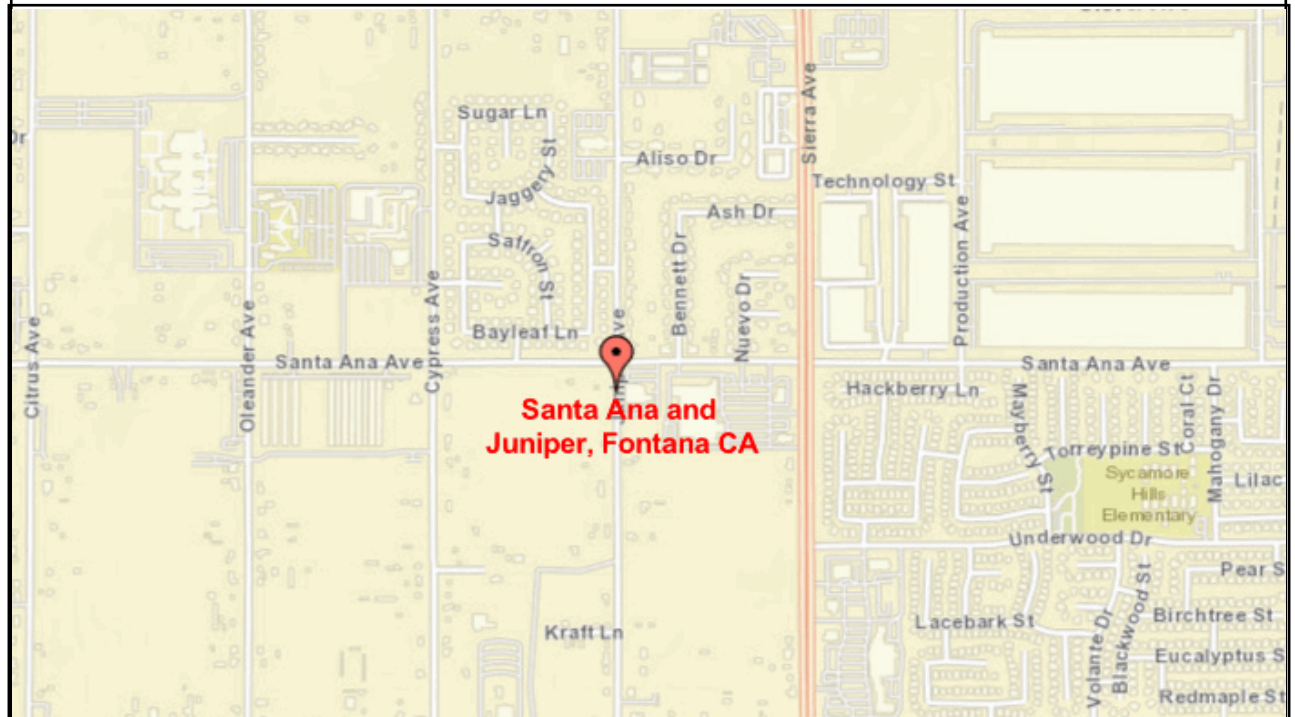 Sugar Ln
Jaggery St
Aliso Dr
Sierra Ave
Technology St
Ash Dr
Saffron St
Bennett Dr
Nuevo Dr
Production Ave
Bayleaf Ln
Ave
Citrus Ave
Oleander Ave
Santa Ana Ave
Cypress Ave
Santa Ana Ave
Hackberry Ln
Mayberry St
Coral Ct
Mahogany Dr
Santa Ana and
Juniper, Fontana CA
Torreypine St
Sycamore
Hills
Elementary
Lilac
Underwood Dr
Pear S
Kraft Ln
Lacebark St
Volante Dr
Blackwood St
Birchtree St
Eucalyptus S
Redmaple St